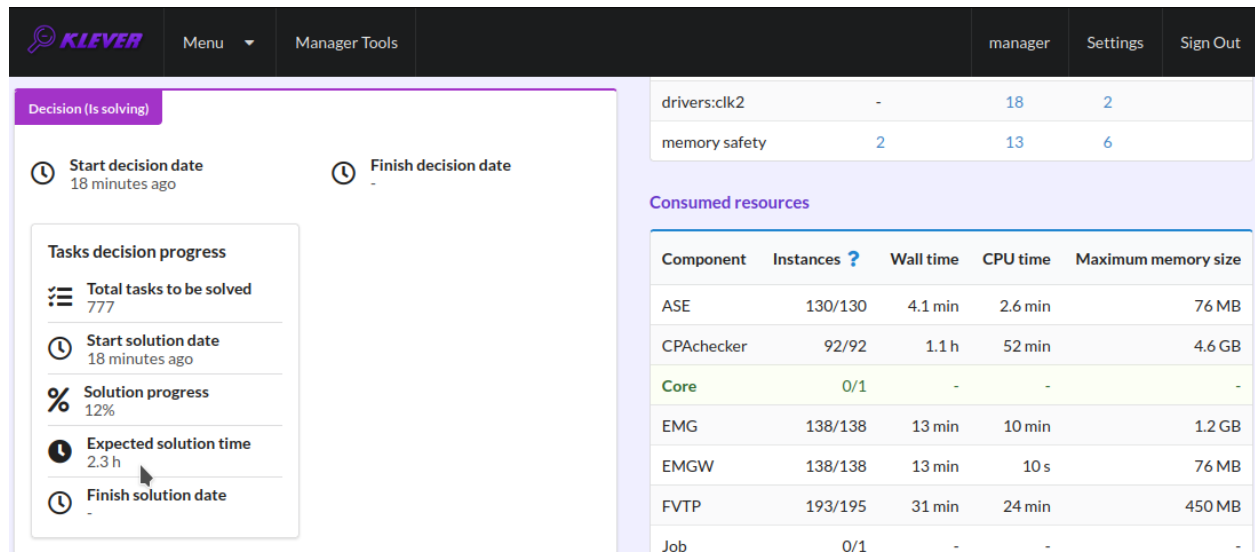 KLEVER Menu Manager Tools manager Settings Sign Out
Decision (Is solving)
Start decision date
18 minutes ago
Finish decision date
-
Tasks decision progress
Total tasks to be solved
777
Start solution date
18 minutes ago
Solution progress
12%
Expected solution time
2.3 h
Finish solution date
-
drivers:clk2 - 18 2
memory safety 2 13 6
Consumed resources
Component Instances ? Wall time CPU time Maximum memory size
ASE 130/130 4.1 min 2.6 min 76 MB
CPAchecker 92/92 1.1 h 52 min 4.6 GB
Core 0/1 - - -
EMG 138/138 13 min 10 min 1.2 GB
EMGW 138/138 13 min 10 s 76 MB
FVTP 193/195 31 min 24 min 450 MB
Job 0/1 - - -